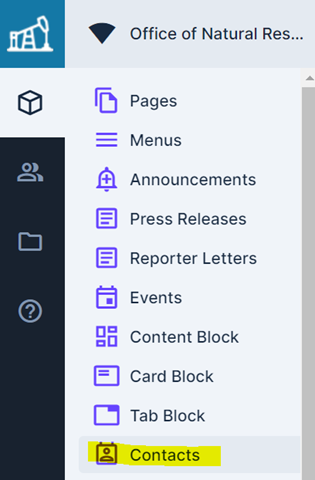 Office of Natural Res...
Pages
Menus
Announcements
Press Releases
Reporter Letters
Events
Content Block
Card Block
Tab Block
Contacts